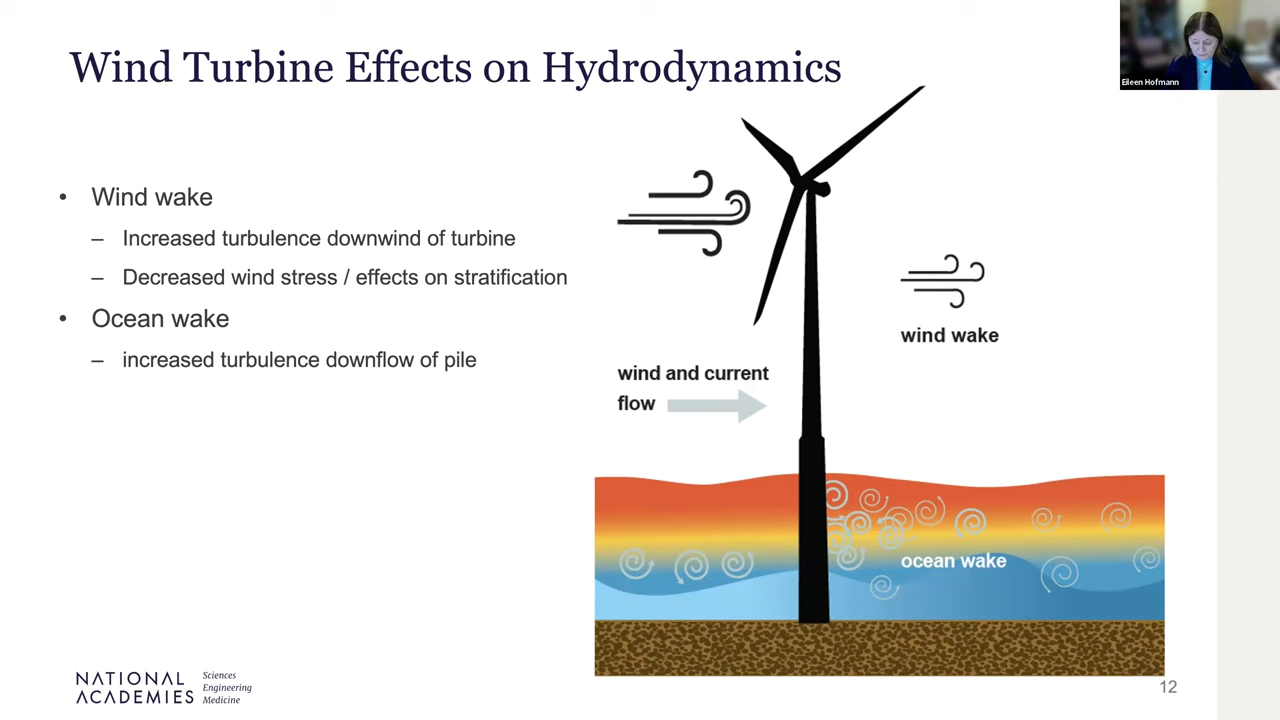 Wind Turbine Effects on Hydrodynamics
Eileen Hofmann
• Wind wake
– Increased turbulence downwind of turbine
– Decreased wind stress / effects on stratification
• Ocean wake
– increased turbulence downflow of pile
wind wake
wind and current
flow
ocean wake
NATIONAL
ACADEMIES
Sciences
Engineering
Medicine
12